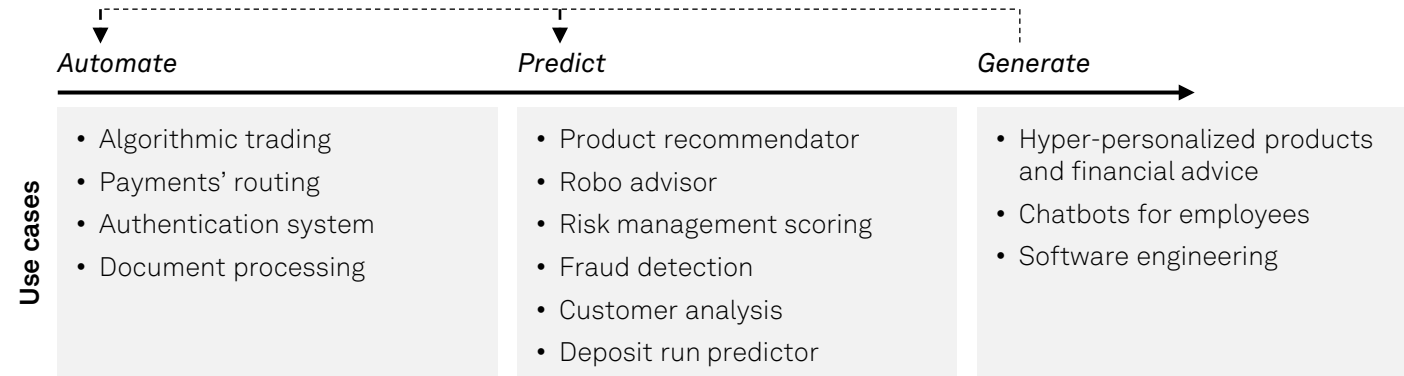 Automate
Predict
Generate
Use cases
• Algorithmic trading
• Payments’ routing
• Authentication system
• Document processing
• Product recommendator
• Robo advisor
• Risk management scoring
• Fraud detection
• Customer analysis
• Deposit run predictor
• Hyper-personalized products
and financial advice
• Chatbots for employees
• Software engineering